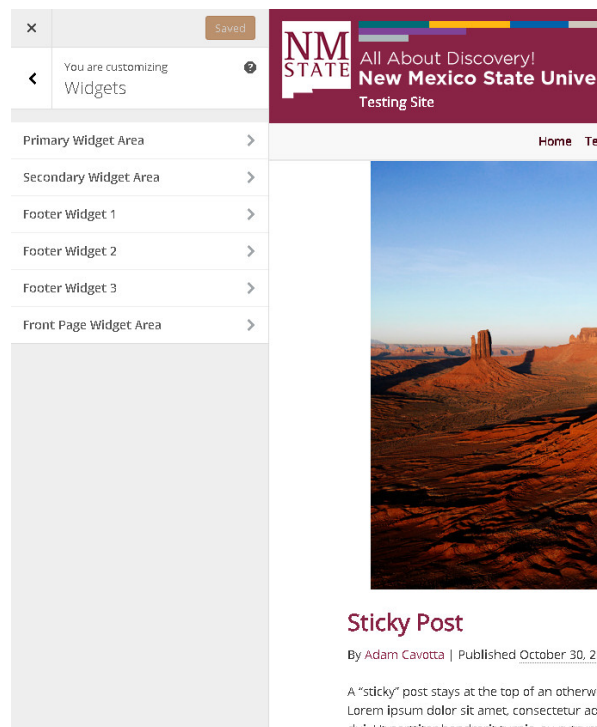 Saved
You are customizing
Widgets
Primary Widget Area
Secondary Widget Area
Footer Widget 1
Footer Widget 2
Footer Widget 3
Front Page Widget Area
NM
STATE
All About Discovery!
New Mexico State Unive
Testing Site
Home Te
Sticky Post
By Adam Cavotta | Published October 30, 2
A "sticky" post stays at the top of an otherw
Lorem ipsum dolor sit amet, consectetur ad